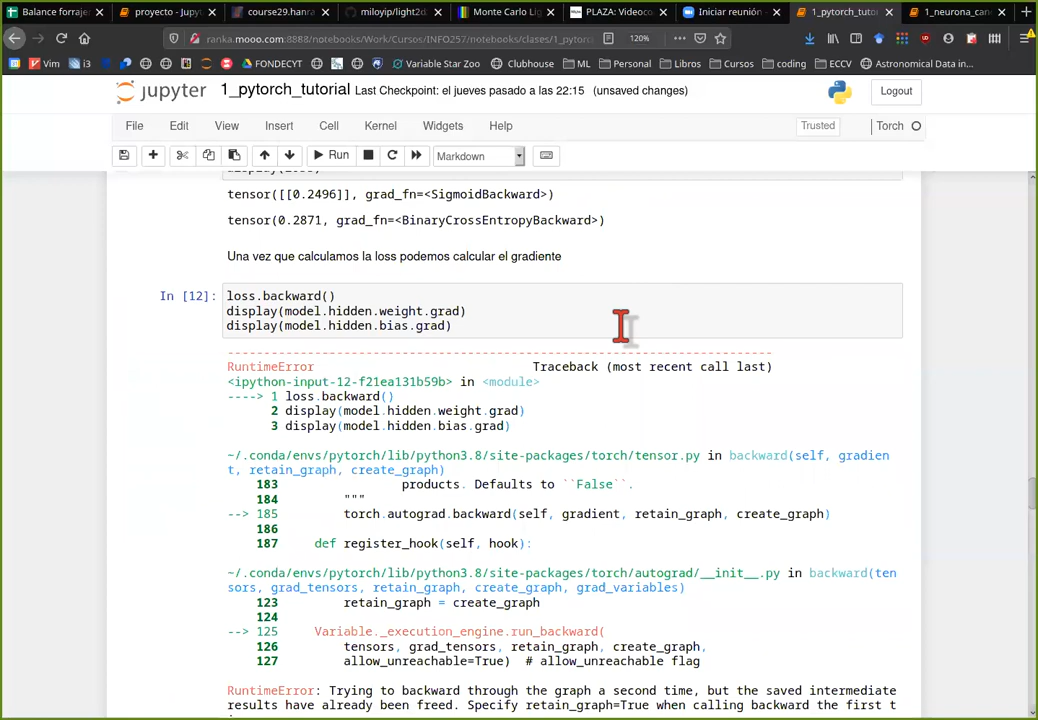 Balance forrajer
proyecto - Jupyt
course29.hanra
miloyip/light2d
Monte Carlo Lig
PLAZA: Videocu
Iniciar reunión -
1_pytorch_tuto
1_neurona_can
ranka.mooo.com:8888/notebooks/Work/Cursos/INFO257/notebooks/clases/1_pytorc
120%
Vim
i3
FONDECYT
Variable Star Zoo
Clubhouse
ML
Personal
Libros
Cursos
coding
ECCV
Astronomical Data in...
jupyter 1_pytorch_tutorial Last Checkpoint: el jueves pasado a las 22:15 (unsaved changes)
Logout
File Edit View Insert Cell Kernel Widgets Help
Trusted
Torch
Run
Markdown
tensor([[0.2496]], grad_fn=<SigmoidBackward>)
tensor(0.2871, grad_fn=<BinaryCrossEntropyBackward>)
Una vez que calculamos la loss podemos calcular el gradiente
In [12]: loss.backward()
display(model.hidden.weight.grad)
display(model.hidden.bias.grad)
---------------------------------------------------------------------------
RuntimeError Traceback (most recent call last)
<ipython-input-12-f21ea131b59b> in <module>
----> 1 loss.backward()
2 display(model.hidden.weight.grad)
3 display(model.hidden.bias.grad)
~/.conda/envs/pytorch/lib/python3.8/site-packages/torch/tensor.py in backward(self, gradien
t, retain_graph, create_graph)
183 products. Defaults to ``False``.
184 """
--> 185 torch.autograd.backward(self, gradient, retain_graph, create_graph)
186
187 def register_hook(self, hook):
~/.conda/envs/pytorch/lib/python3.8/site-packages/torch/autograd/__init__.py in backward(ten
sors, grad_tensors, retain_graph, create_graph, grad_variables)
123 retain_graph = create_graph
124
--> 125 Variable._execution_engine.run_backward(
126 tensors, grad_tensors, retain_graph, create_graph,
127 allow_unreachable=True) # allow_unreachable flag
RuntimeError: Trying to backward through the graph a second time, but the saved intermediate
results have already been freed. Specify retain_graph=True when calling backward the first t